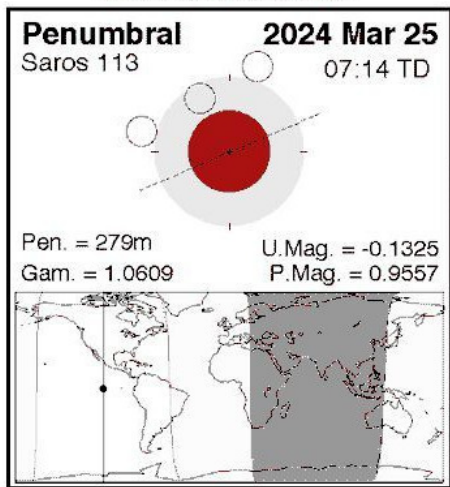 Penumbral 2024 Mar 25
Saros 113 07:14 TD
Pen. = 279m U.Mag. = -0.1325
Gam. = 1.0609 P.Mag. = 0.9557